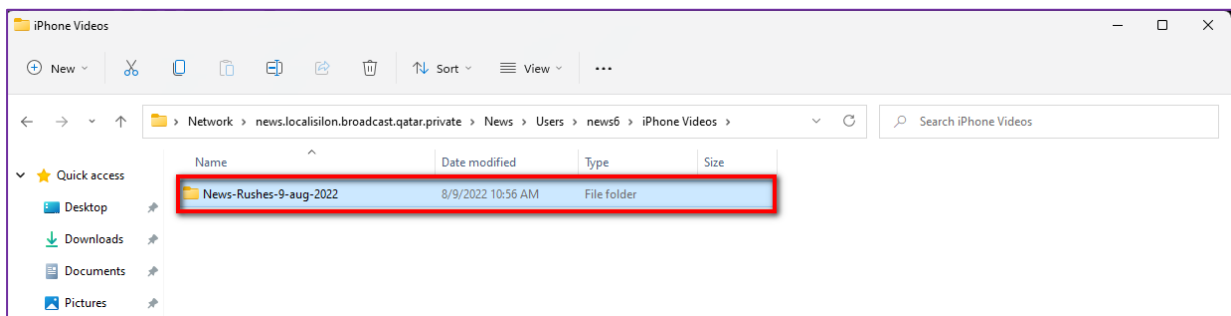 iPhone Videos
New Sort View
Network > news.localisilon.broadcast.qatar.private > News > Users > news6 > iPhone Videos > Search iPhone Videos
Name Date modified Type Size
Quick access
News-Rushes-9-aug-2022 8/9/2022 10:56 AM File folder
Desktop
Downloads
Documents
Pictures